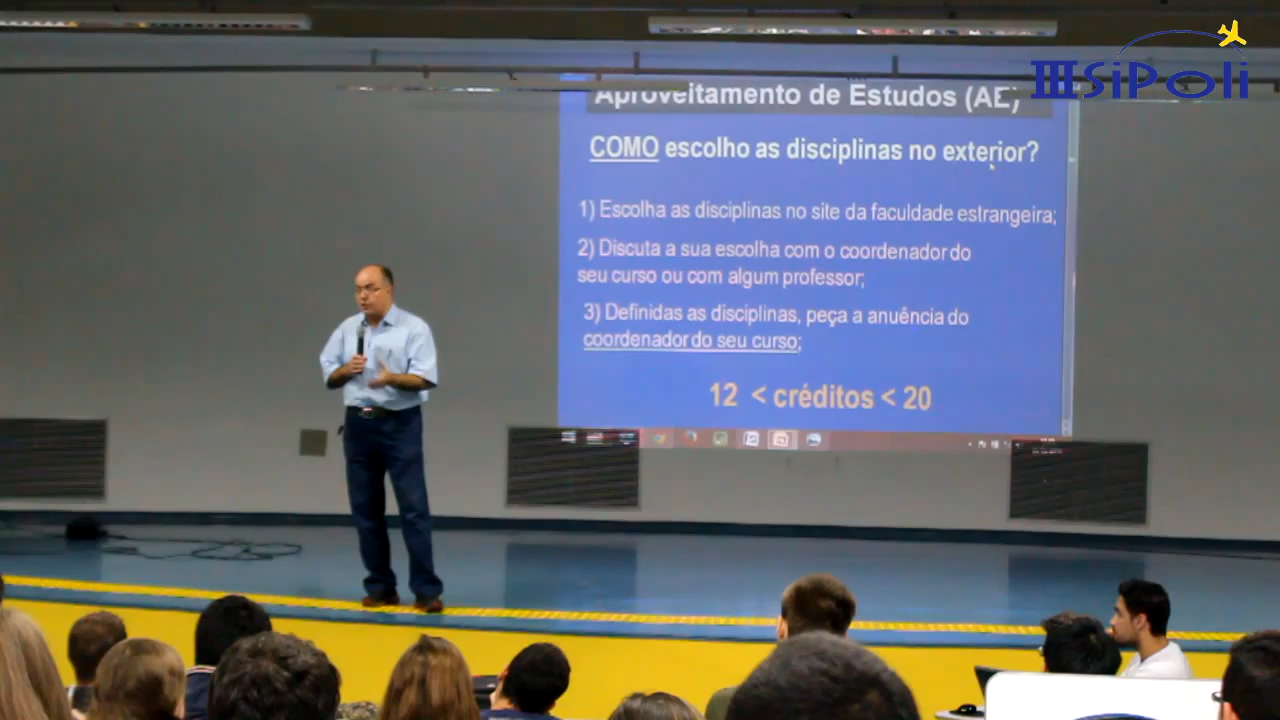 IIISiPoli
Aproveitamento de Estudos (AE)
COMO escolho as disciplinas no exterior?
1) Escolha as disciplinas no site da faculdade estrangeira;
2) Discuta a sua escolha com o coordenador do
seu curso ou com algum professor;
3) Definidas as disciplinas, peça a anuência do
coordenador do seu curso;
12 < créditos < 20